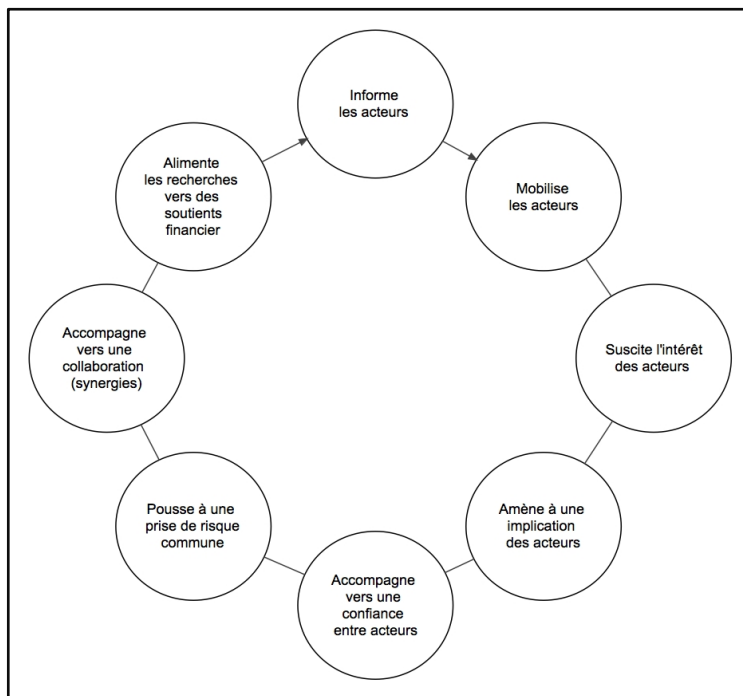 Informe
les acteurs
Mobilise
les acteurs
Suscite l'intérêt
des acteurs
Amène à une
implication
des acteurs
Accompagne
vers une
confiance
entre acteurs
Pousse à une
prise de risque
commune
Accompagne
vers une
collaboration
(synergies)
Alimente
les recherches
vers des
soutients
financier